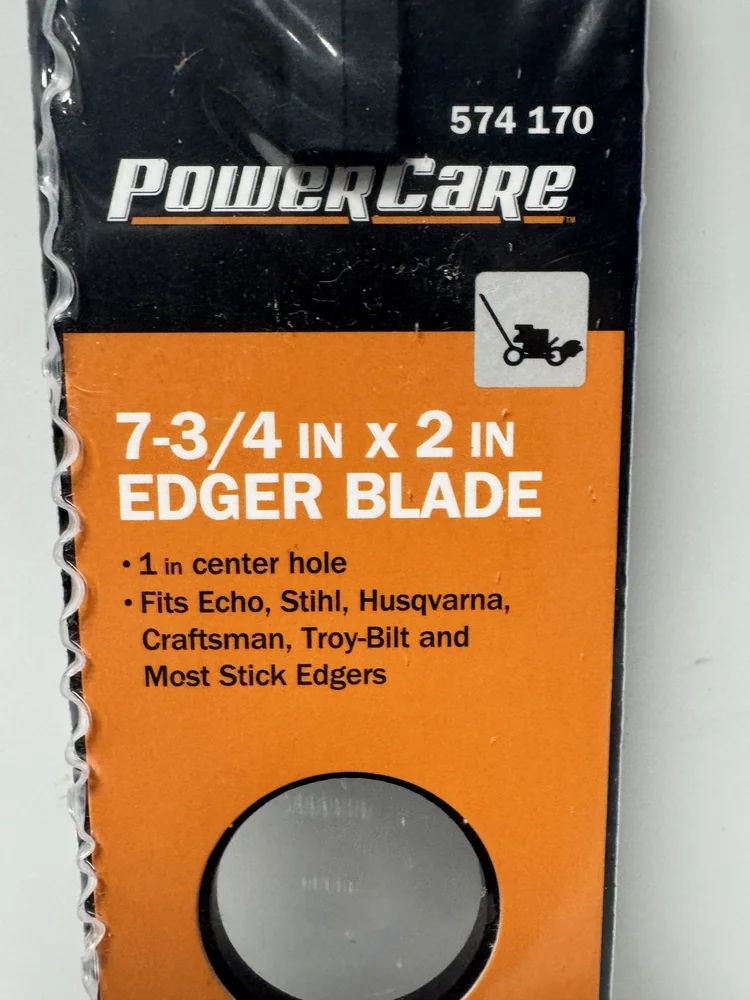 574 170
PowerCare
7-3/4 IN X 2 IN
EDGER BLADE
• 1 in center hole
• Fits Echo, Stihl, Husqvarna,
Craftsman, Troy-Bilt and
Most Stick Edgers